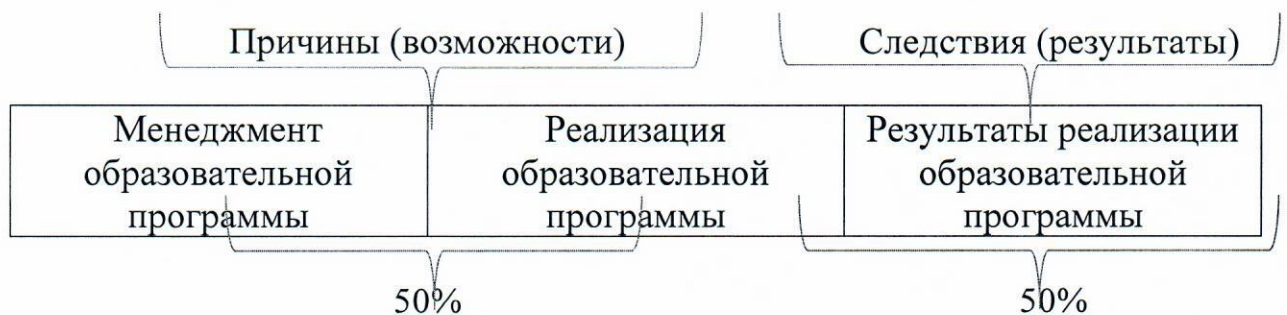 Причины (возможности) Следствия (результаты)
Менеджмент
образовательной
программы
Реализация
образовательной
программы
Результаты реализации
образовательной
программы
50% 50%